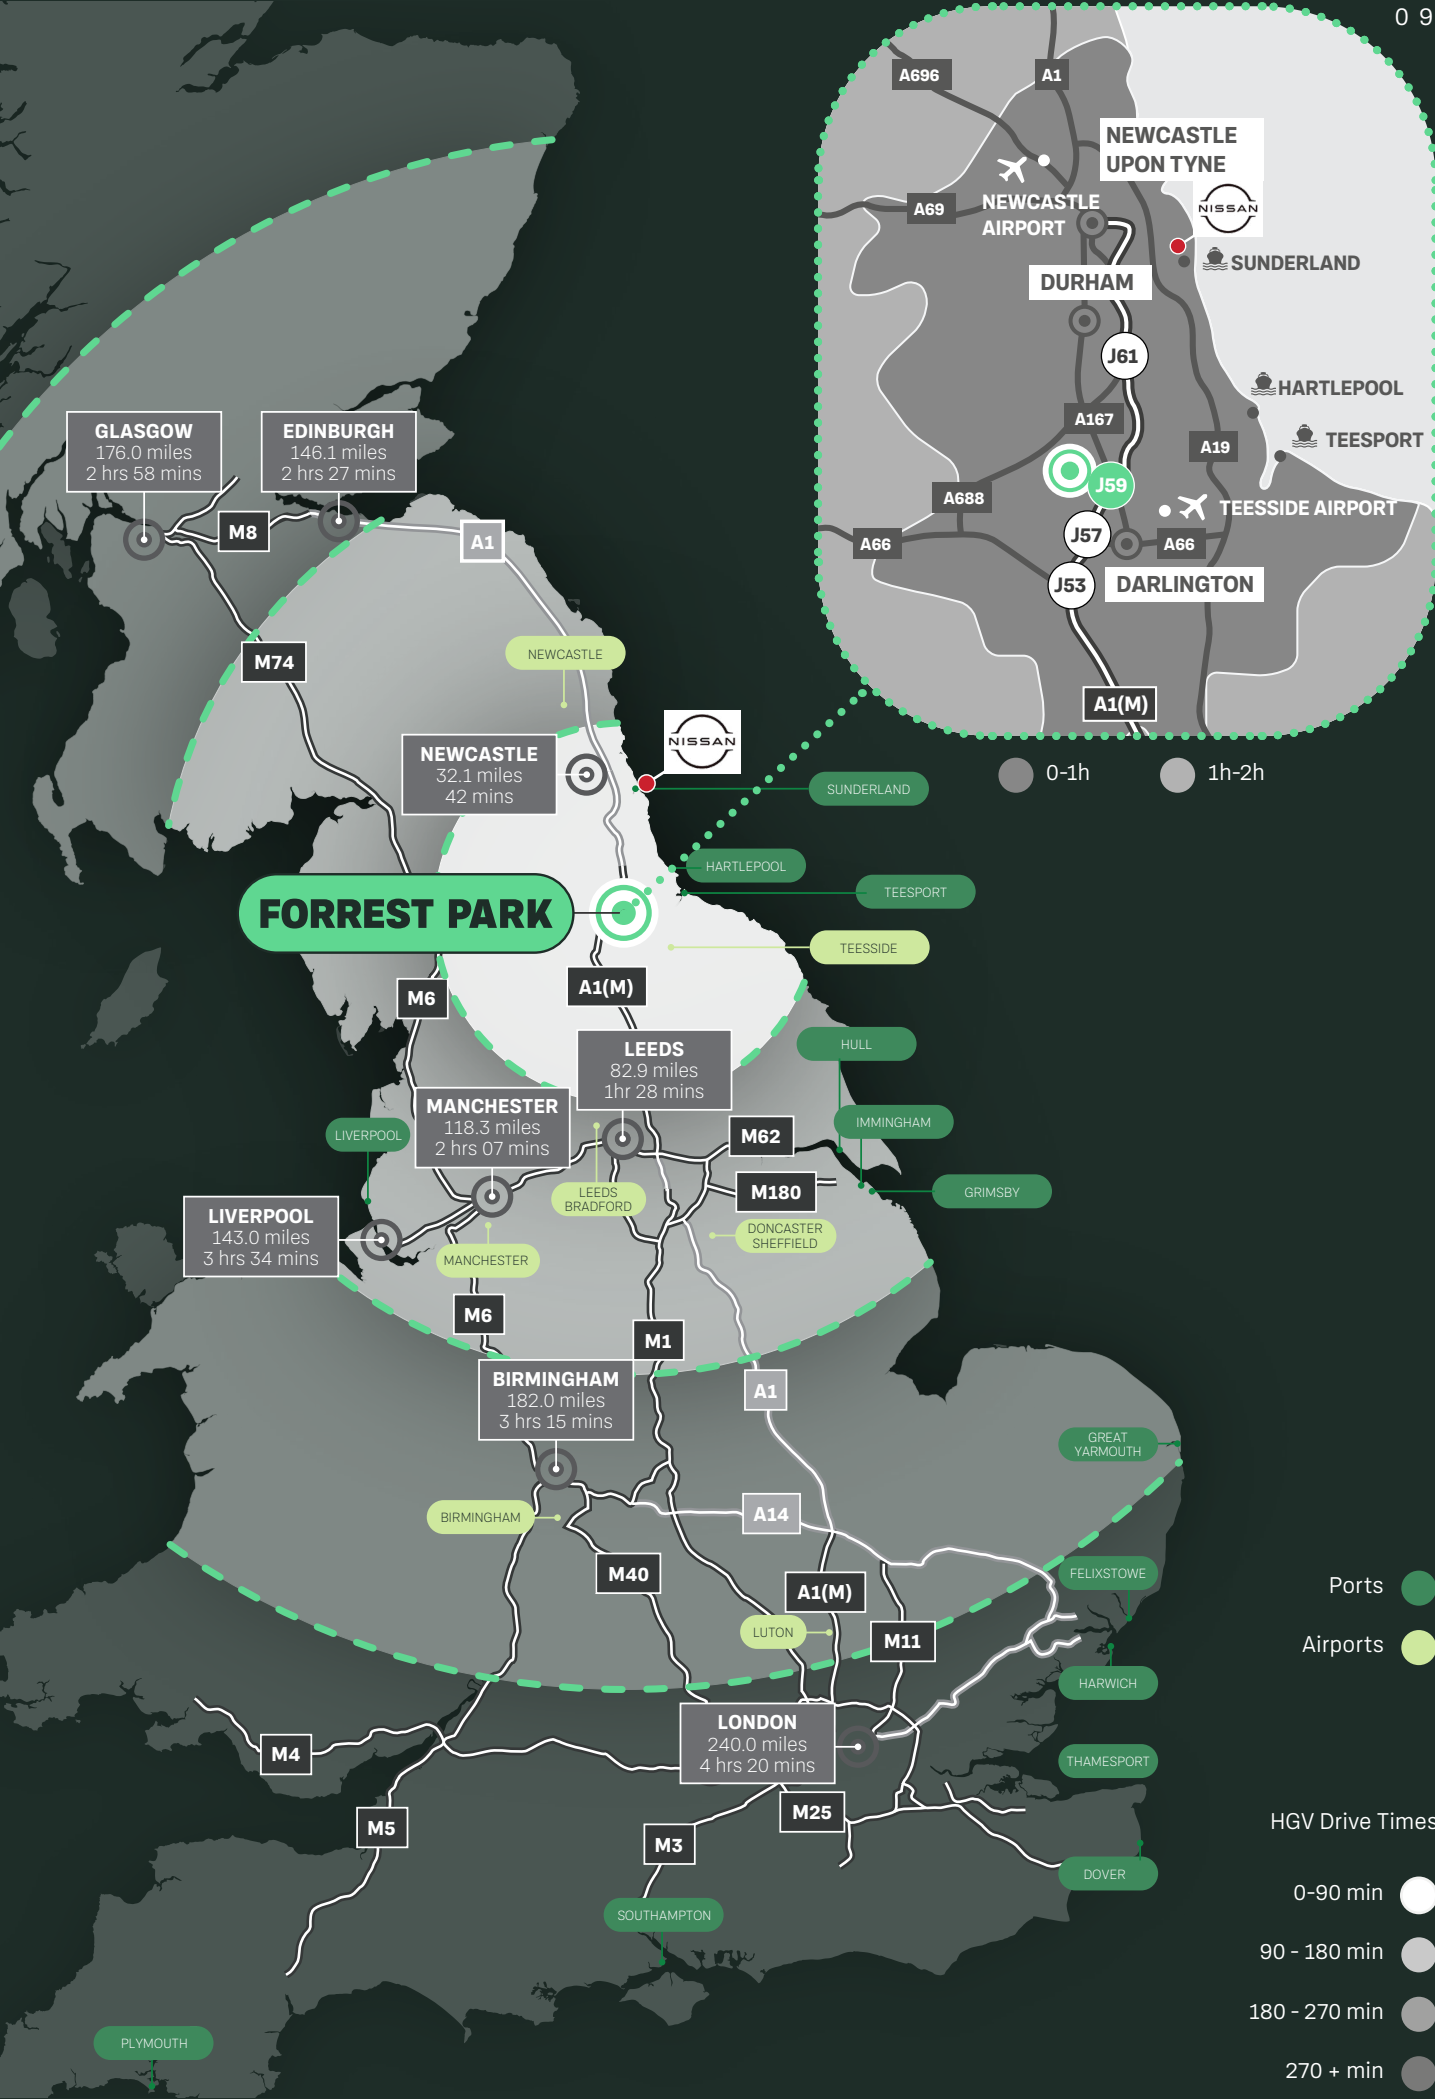 0 9
A696
A1
NEWCASTLE
UPON TYNE
NISSAN
NEWCASTLE
AIRPORT
A69
SUNDERLAND
DURHAM
J61
HARTLEPOOL
A167
TEESPORT
A19
J59
A688
TEESSIDE AIRPORT
J57
A66
A66
J53
DARLINGTON
A1(M)
0-1h
1h-2h
GLASGOW
176.0 miles
2 hrs 58 mins
EDINBURGH
146.1 miles
2 hrs 27 mins
M8
A1
M74
NEWCASTLE
NEWCASTLE
32.1 miles
42 mins
NISSAN
SUNDERLAND
HARTLEPOOL
TEESPORT
FORREST PARK
TEESSIDE
M6
A1(M)
LEEDS
82.9 miles
1hr 28 mins
HULL
MANCHESTER
118.3 miles
2 hrs 07 mins
IMMINGHAM
LIVERPOOL
M62
M180
GRIMSBY
LEEDS
BRADFORD
LIVERPOOL
143.0 miles
3 hrs 34 mins
DONCASTER
SHEFFIELD
MANCHESTER
M6
M1
BIRMINGHAM
182.0 miles
3 hrs 15 mins
A1
GREAT
YARMOUTH
BIRMINGHAM
A14
M40
A1(M)
FELIXSTOWE
LUTON
M11
HARWICH
Ports
Airports
LONDON
240.0 miles
4 hrs 20 mins
M4
THAMESPORT
M25
M5
M3
DOVER
SOUTHAMPTON
PLYMOUTH
HGV Drive Times
0-90 min
90 - 180 min
180 - 270 min
270 + min